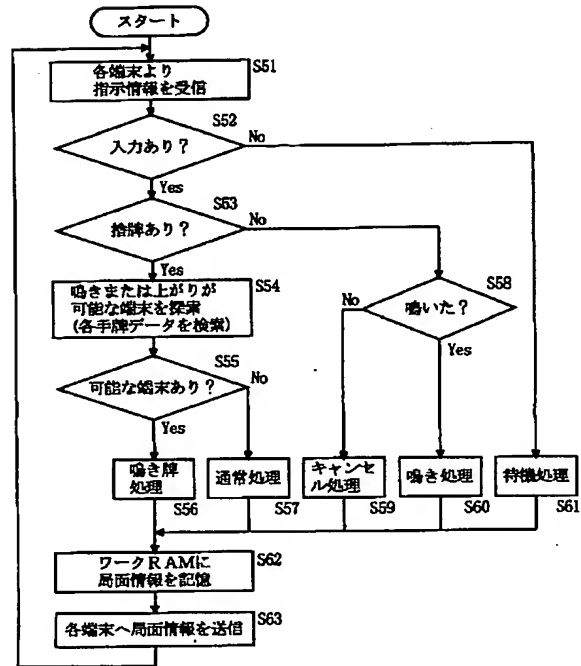 スタート
各端末より
指示情報を受信
S51
S52
入力あり?
No
Yes
S53
捨牌あり?
No
Yes
鳴きまたは上がりが
可能な端末を探索
(各手牌データを検索)
S54
S58
鳴いた?
No
Yes
S55
可能な端末あり?
No
Yes
鳴き牌
処理
S56
通常処理
S57
キャンセ
ル処理
S59
鳴き処理
S60
待機処理
S61
ワークRAMに
局面情報を記憶
S62
各端末へ局面情報を送信
S63